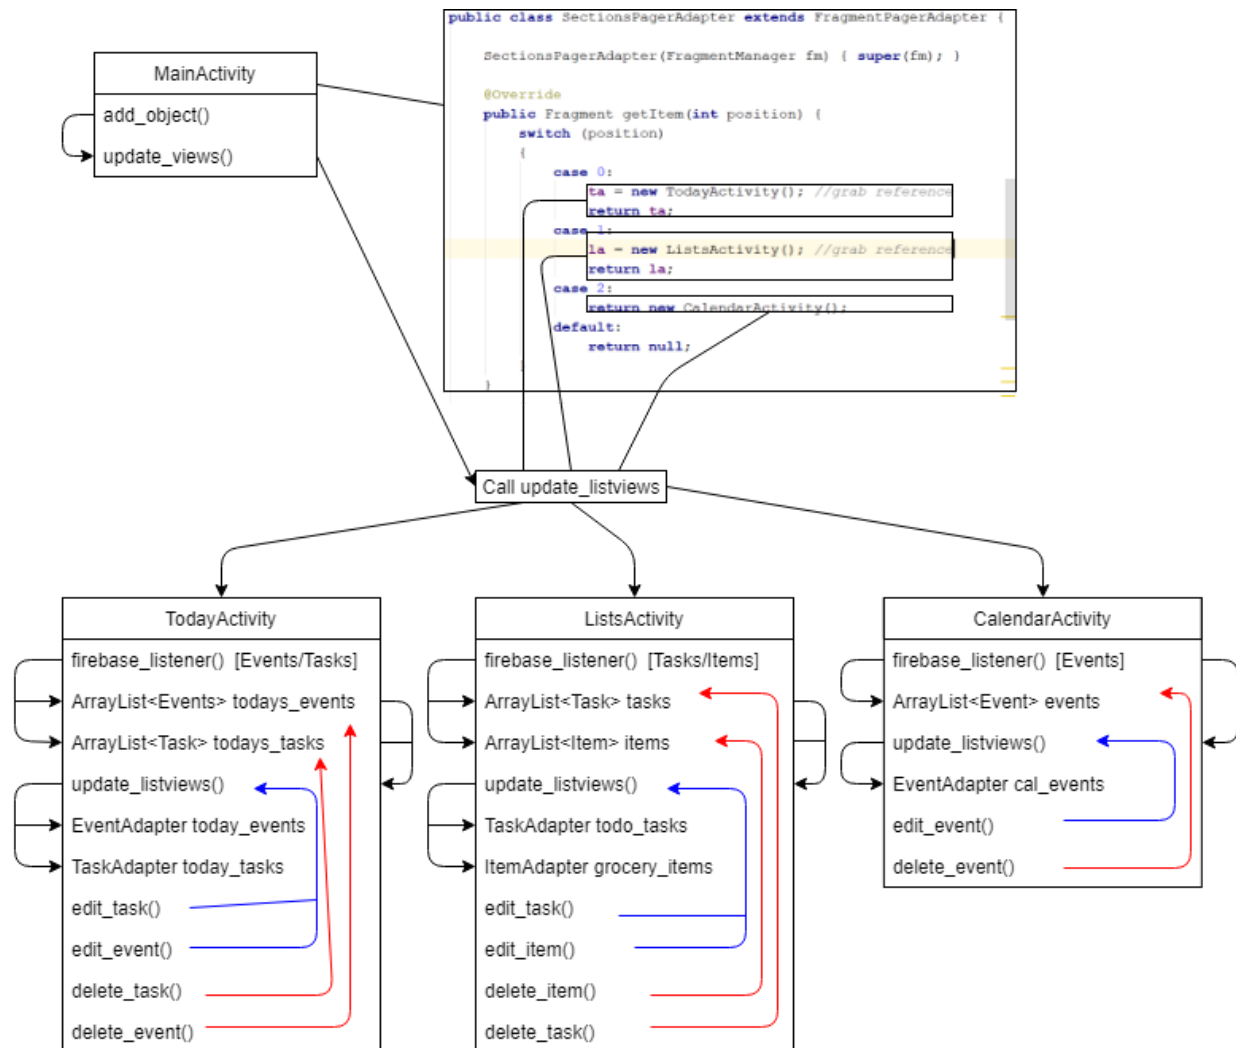 public class SectionsPagerAdapter extends FragmentPagerAdapter {
SectionsPagerAdapter(FragmentManager fm) { super(fm); }
@Override
public Fragment getItem(int position) {
switch (position)
{
case 0:
ta = new TodayActivity(); //grab reference
return ta;
case 1:
la = new ListsActivity(); //grab reference
return la;
case 2:
return new CalendarActivity();
default:
return null;
}
}
MainActivity
add_object()
update_views()
Call update_listviews
TodayActivity
firebase_listener() [Events/Tasks]
ArrayList<Events> todays_events
ArrayList<Task> todays_tasks
update_listviews()
EventAdapter today_events
TaskAdapter today_tasks
edit_task()
edit_event()
delete_task()
delete_event()
ListsActivity
firebase_listener() [Tasks/Items]
ArrayList<Task> tasks
ArrayList<Item> items
update_listviews()
TaskAdapter todo_tasks
ItemAdapter grocery_items
edit_task()
edit_item()
delete_item()
delete_task()
CalendarActivity
firebase_listener() [Events]
ArrayList<Event> events
update_listviews()
EventAdapter cal_events
edit_event()
delete_event()